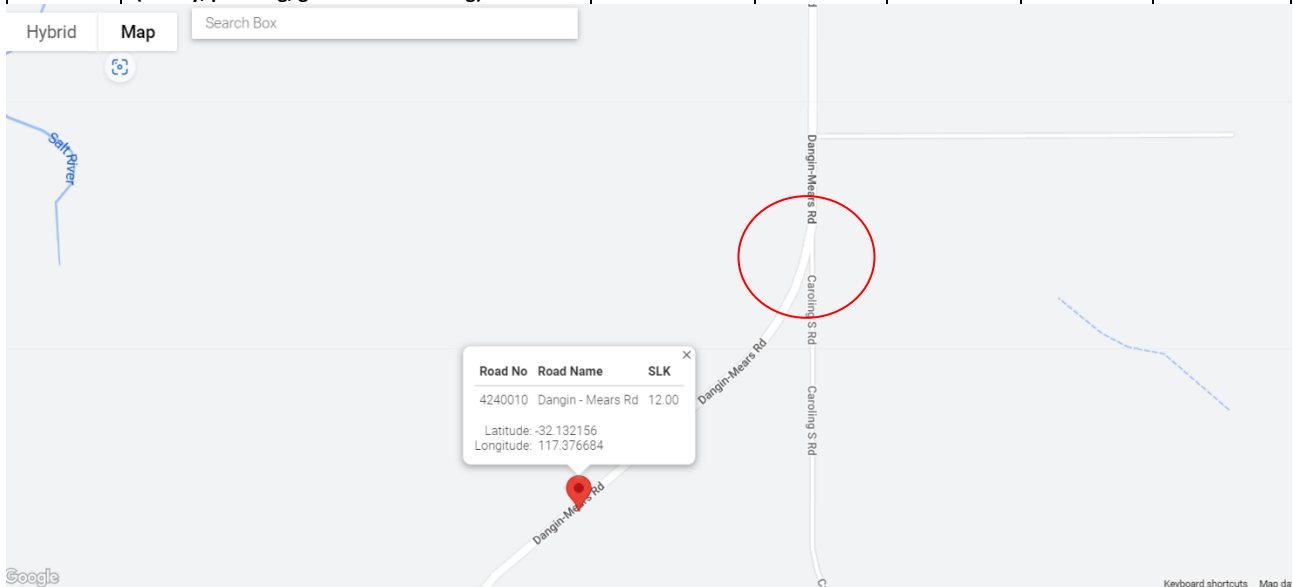 Hybrid Map
Search Box
Salt River
Dangin-Mears Rd
Caroling S Rd
Dangin-Mears Rd
Caroling S Rd
Road No Road Name SLK
4240010 Dangin - Mears Rd 12.00
Latitude: -32.132156
Longitude: 117.376684
Dangin-Mears Rd
Google
Keyboard shortcuts Map da